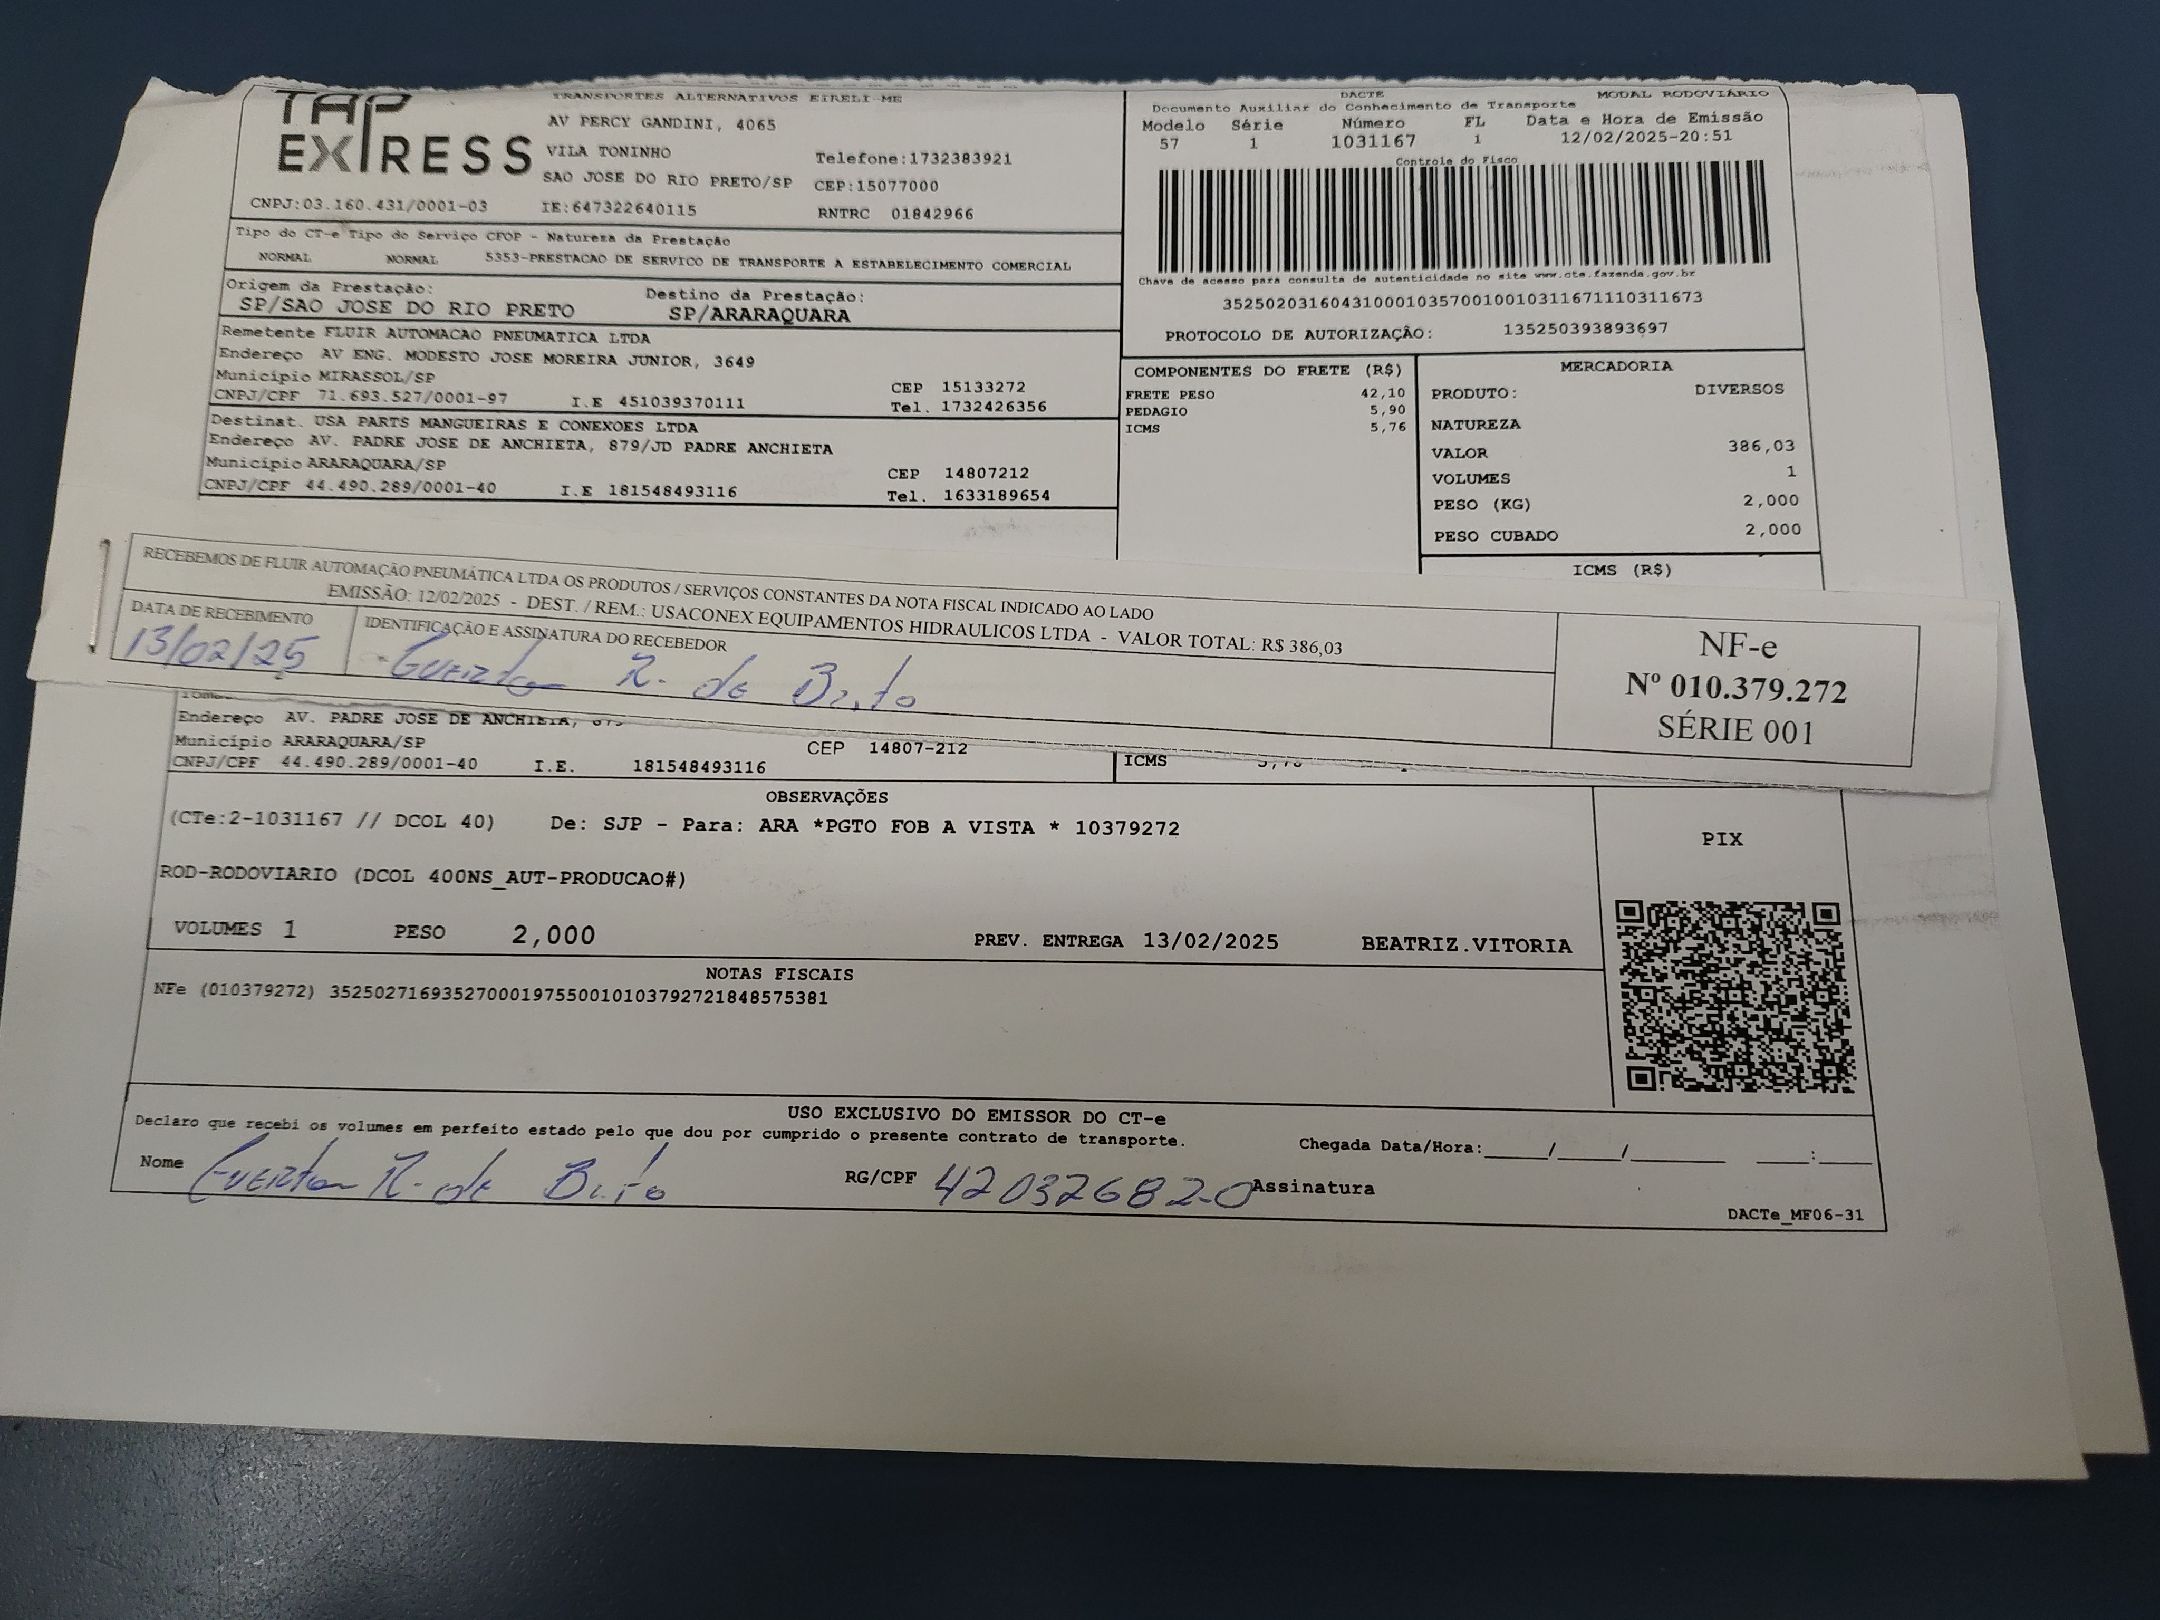 TAP EXPRESS
TRANSPORTES ALTERNATIVOS EIRELI-ME
AV PERCY GANDINI, 4065
VILA TONINHO
Telefone:1732383921
SAO JOSE DO RIO PRETO/SP CEP:15077000
CNPJ:03.160.431/0001-03 IE:647322640115 RNTRC 01842966
DACTE MODAL RODOVIÁRIO
Documento Auxiliar do Conhecimento de Transporte
Modelo Série Número FL Data e Hora de Emissão
57 1 1031167 1 12/02/2025-20:51
Controle do Fisco
Chave de acesso para consulta de autenticidade no site www.cte.fazenda.gov.br
35250203160431000103570010010311671110311673
PROTOCOLO DE AUTORIZAÇÃO: 135250393893697
Tipo do CT-e Tipo do Serviço CFOP - Natureza da Prestação
NORMAL NORMAL 5353-PRESTACAO DE SERVICO DE TRANSPORTE A ESTABELECIMENTO COMERCIAL
Origem da Prestação: Destino da Prestação:
SP/SAO JOSE DO RIO PRETO SP/ARARAQUARA
Remetente FLUIR AUTOMACAO PNEUMATICA LTDA
Endereço AV ENG. MODESTO JOSE MOREIRA JUNIOR, 3649
Município MIRASSOL/SP CEP 15133272
CNPJ/CPF 71.693.527/0001-97 I.E 451039370111 Tel. 1732426356
Destinat. USA PARTS MANGUEIRAS E CONEXOES LTDA
Endereço AV. PADRE JOSE DE ANCHIETA, 879/JD PADRE ANCHIETA
Município ARARAQUARA/SP CEP 14807212
CNPJ/CPF 44.490.289/0001-40 I.E 181548493116 Tel. 1633189654
COMPONENTES DO FRETE (R$)
FRETE PESO 42,10
PEDAGIO 5,90
ICMS 5,76
MERCADORIA
PRODUTO: DIVERSOS
NATUREZA
VALOR 386,03
VOLUMES 1
PESO (KG) 2,000
PESO CUBADO 2,000
ICMS (R$)
RECEBEMOS DE FLUIR AUTOMAÇÃO PNEUMÁTICA LTDA OS PRODUTOS / SERVIÇOS CONSTANTES DA NOTA FISCAL INDICADO AO LADO
EMISSÃO: 12/02/2025 - DEST. / REM.: USACONEX EQUIPAMENTOS HIDRAULICOS LTDA - VALOR TOTAL: R$ 386,03
DATA DE RECEBIMENTO IDENTIFICAÇÃO E ASSINATURA DO RECEBEDOR
13/02/25 Everton R. de Brito
NF-e
Nº 010.379.272
SÉRIE 001
Endereço AV. PADRE JOSE DE ANCHIETA, 879
Município ARARAQUARA/SP CEP 14807-212
CNPJ/CPF 44.490.289/0001-40 I.E. 181548493116
ICMS 5,76
OBSERVAÇÕES
(CTe:2-1031167 // DCOL 40) De: SJP - Para: ARA *PGTO FOB A VISTA * 10379272
ROD-RODOVIARIO (DCOL 400NS_AUT-PRODUCAO#)
VOLUMES 1 PESO 2,000 PREV. ENTREGA 13/02/2025 BEATRIZ.VITORIA
PIX
NOTAS FISCAIS
NFe (010379272) 35250271693527000197550010103792721848575381
USO EXCLUSIVO DO EMISSOR DO CT-e
Declaro que recebi os volumes em perfeito estado pelo que dou por cumprido o presente contrato de transporte.
Chegada Data/Hora:_____/_____/_______ ____:____
Nome Everton R. de Brito RG/CPF 42032682-0 Assinatura
DACTe_MF06-31